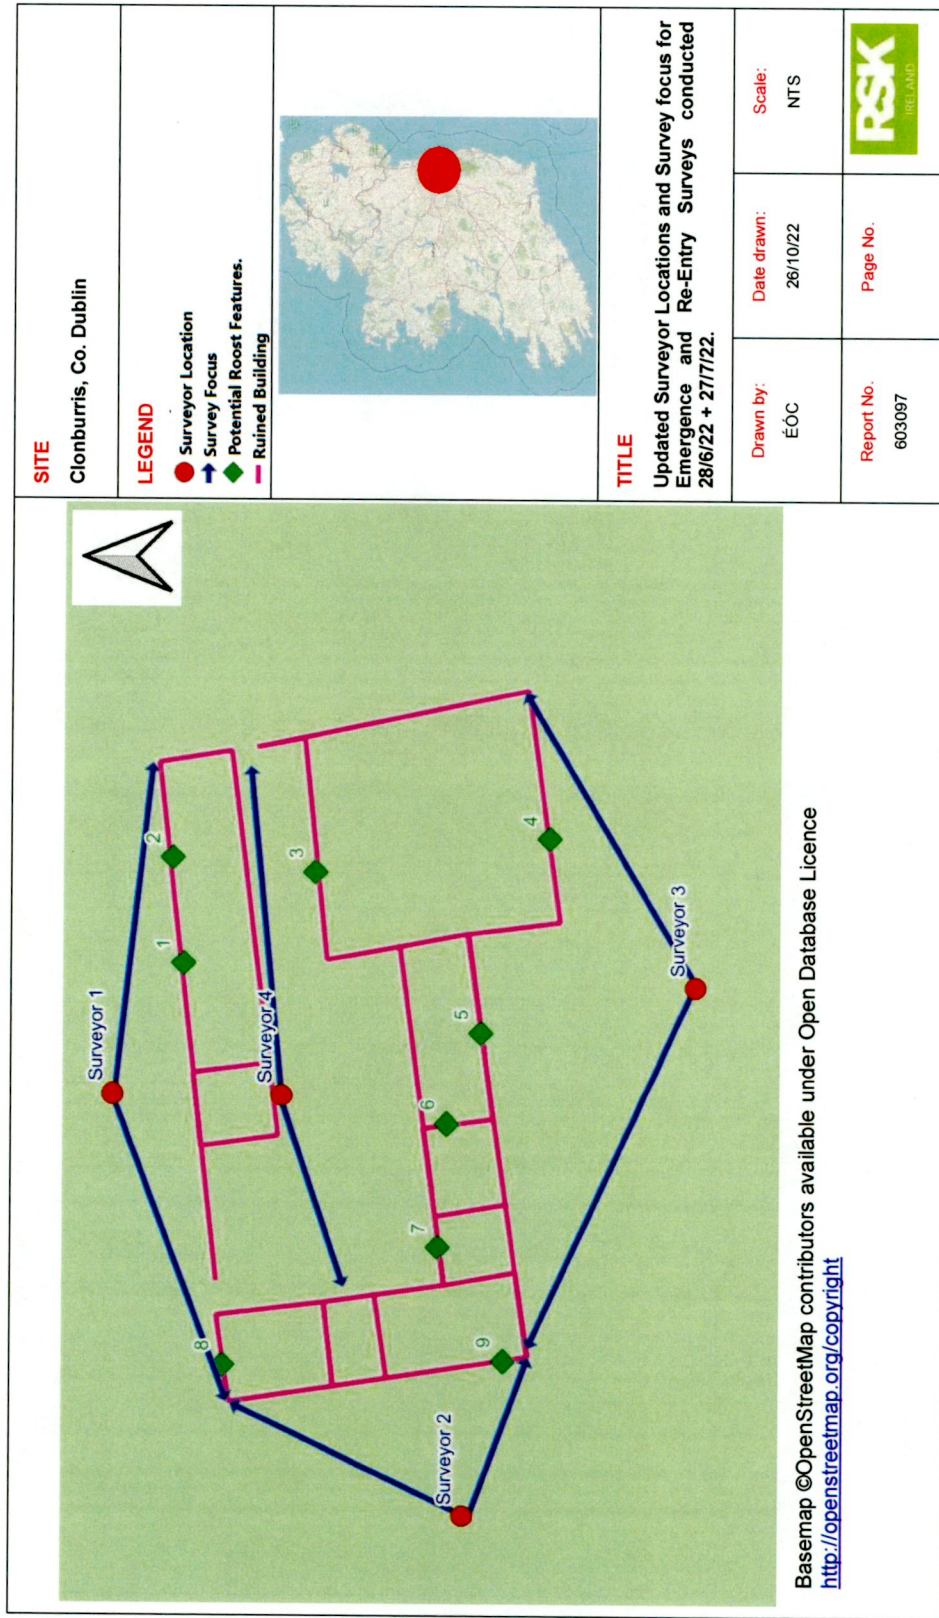 SITE
Clonburris, Co. Dublin
LEGEND
Surveyor Location
Survey Focus
Potential Roost Features.
Ruined Building
TITLE
Updated Surveyor Locations and Survey focus for
Emergence and Re-Entry Surveys conducted
28/6/22 + 27/7/22.
Drawn by:
ÉÓC
Date drawn:
26/10/22
Scale:
NTS
Report No.
603097
Page No.
RSK
IRELAND
Surveyor 1
Surveyor 2
Surveyor 3
Surveyor 4
1
2
3
4
5
6
7
8
9
Basemap ©OpenStreetMap contributors available under Open Database Licence
http://openstreetmap.org/copyright